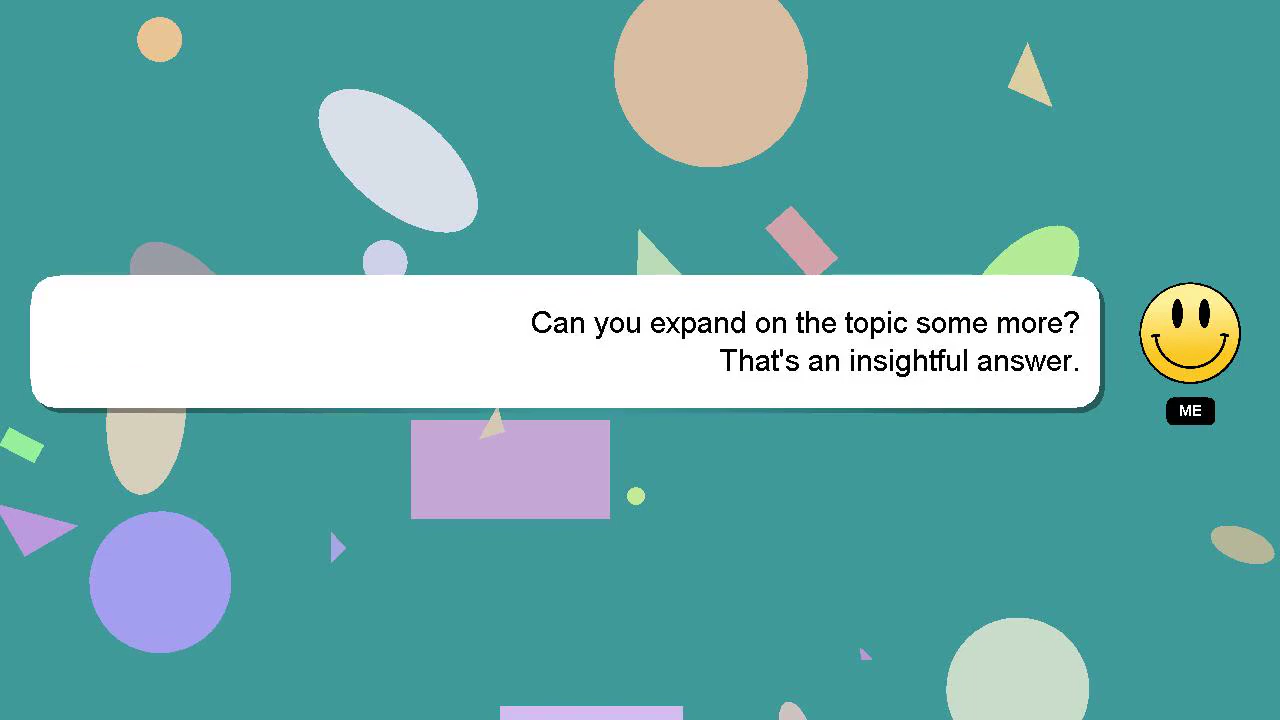 Can you expand on the topic some more?
That's an insightful answer.
ME